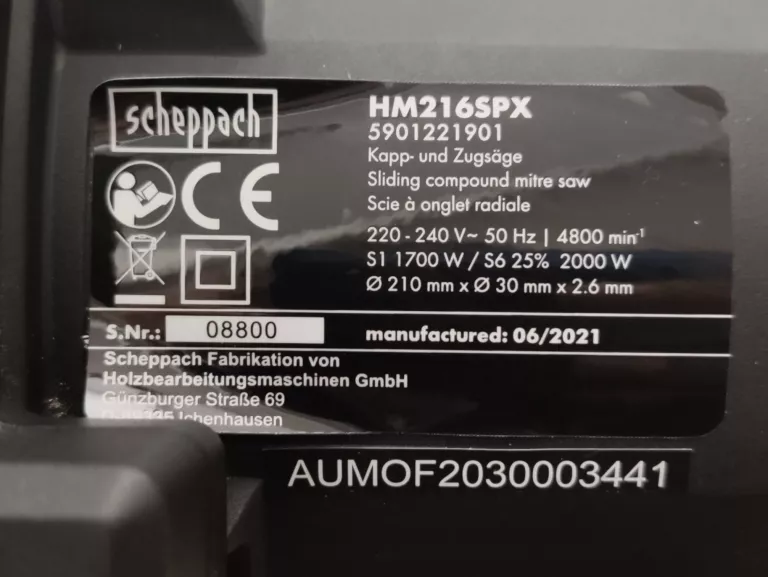 scheppach
HM216SPX
5901221901
Kapp- und Zugsäge
Sliding compound mitre saw
Scie à onglet radiale
220 - 240 V~ 50 Hz | 4800 min-1
S1 1700 W / S6 25% 2000 W
Ø 210 mm x Ø 30 mm x 2.6 mm
CE
S.Nr.: 08800
manufactured: 06/2021
Scheppach Fabrikation von
Holzbearbeitungsmaschinen GmbH
Günzburger Straße 69
Ichenhausen
AUMOF2030003441